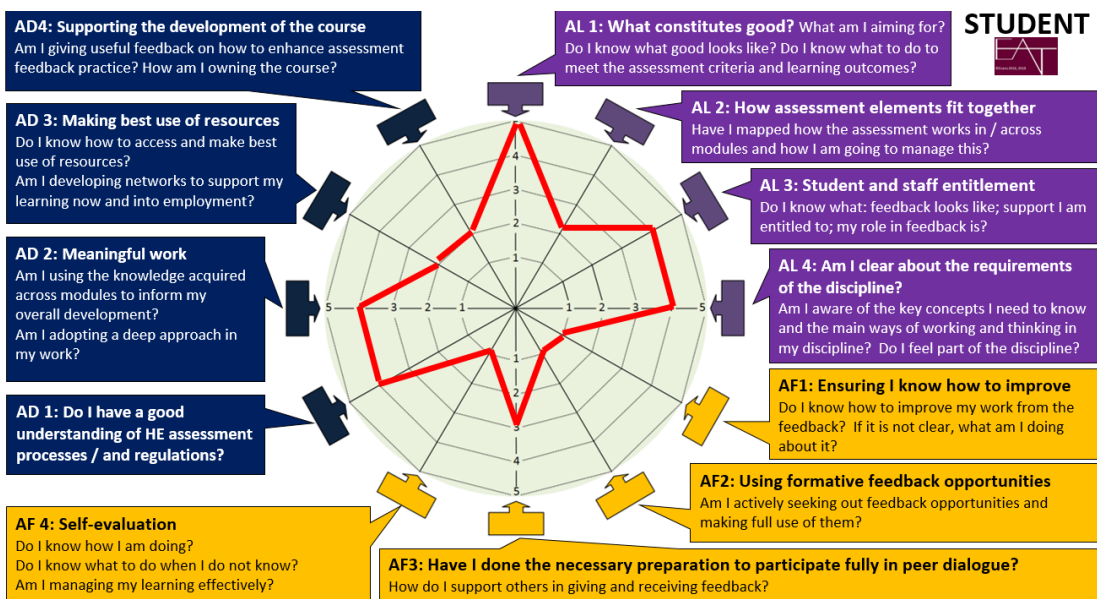 AD4: Supporting the development of the course
Am I giving useful feedback on how to enhance assessment
feedback practice? How am I owning the course?
AL 1: What constitutes good? What am I aiming for?
Do I know what good looks like? Do I know what to do to
meet the assessment criteria and learning outcomes?
STUDENT
EAT
AD 3: Making best use of resources
Do I know how to access and make best
use of resources?
Am I developing networks to support my
learning now and into employment?
AL 2: How assessment elements fit together
Have I mapped how the assessment works in / across
modules and how I am going to manage this?
AL 3: Student and staff entitlement
Do I know what: feedback looks like; support I am
entitled to; my role in feedback is?
AD 2: Meaningful work
Am I using the knowledge acquired
across modules to inform my
overall development?
Am I adopting a deep approach in
my work?
AL 4: Am I clear about the requirements
of the discipline?
Am I aware of the key concepts I need to know
and the main ways of working and thinking in
my discipline? Do I feel part of the discipline?
5
4
3
2
1
5 3 2 1 1 2 3 5
1
2
3
4
5
AD 1: Do I have a good
understanding of HE assessment
processes / and regulations?
AF1: Ensuring I know how to improve
Do I know how to improve my work from the
feedback? If it is not clear, what am I doing
about it?
AF2: Using formative feedback opportunities
Am I actively seeking out feedback opportunities and
making full use of them?
AF 4: Self-evaluation
Do I know how I am doing?
Do I know what to do when I do not know?
Am I managing my learning effectively?
AF3: Have I done the necessary preparation to participate fully in peer dialogue?
How do I support others in giving and receiving feedback?